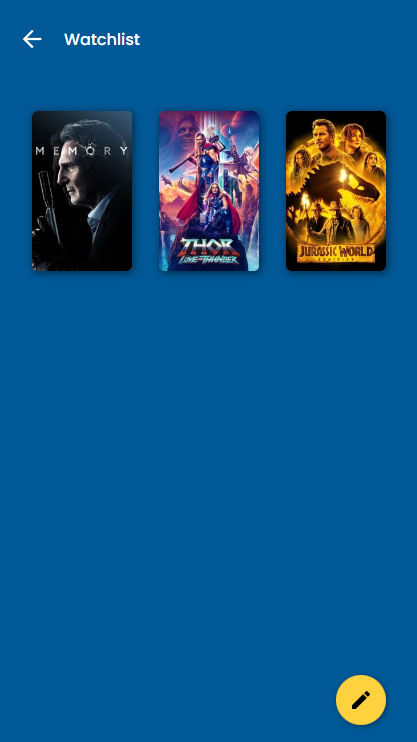 Watchlist
MEMORY
THOR
LOVE AND THUNDER
JURASSIC WORLD